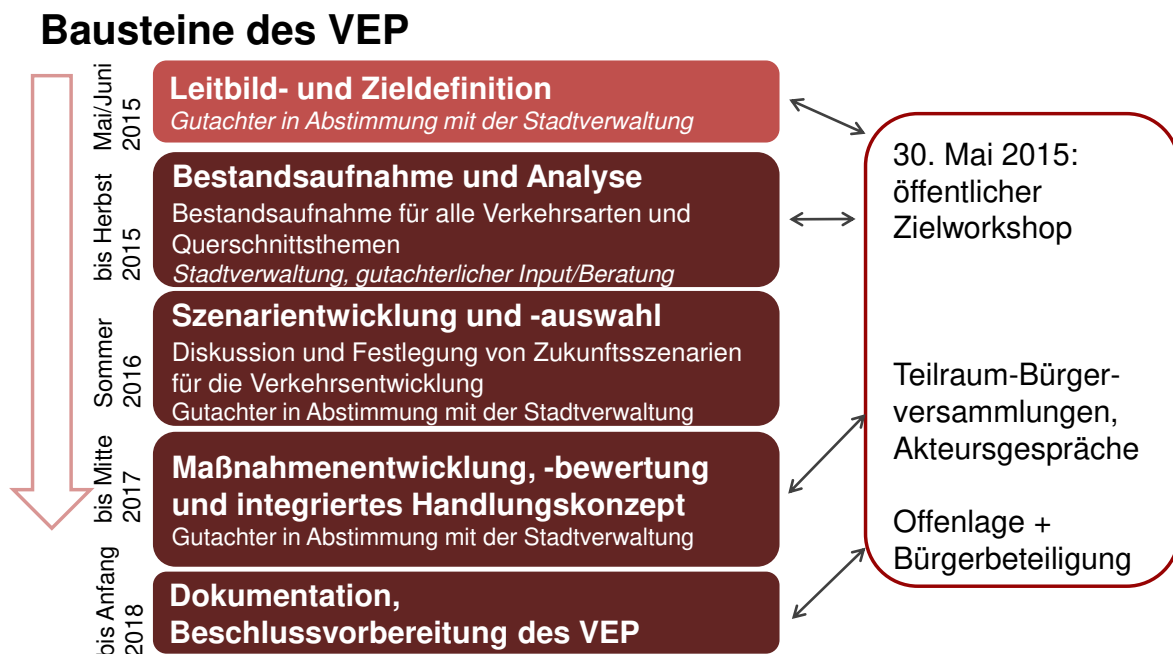 Bausteine des VEP
Mai/Juni
2015
Leitbild- und Zieldefinition
Gutachter in Abstimmung mit der Stadtverwaltung
bis Herbst
2015
Bestandsaufnahme und Analyse
Bestandsaufnahme für alle Verkehrsarten und
Querschnittsthemen
Stadtverwaltung, gutachterlicher Input/Beratung
Sommer
2016
Szenarientwicklung und -auswahl
Diskussion und Festlegung von Zukunftsszenarien
für die Verkehrsentwicklung
Gutachter in Abstimmung mit der Stadtverwaltung
bis Mitte
2017
Maßnahmenentwicklung, -bewertung
und integriertes Handlungskonzept
Gutachter in Abstimmung mit der Stadtverwaltung
bis Anfang
2018
Dokumentation,
Beschlussvorbereitung des VEP
30. Mai 2015:
öffentlicher
Zielworkshop
Teilraum-Bürger-
versammlungen,
Akteursgespräche
Offenlage +
Bürgerbeteiligung